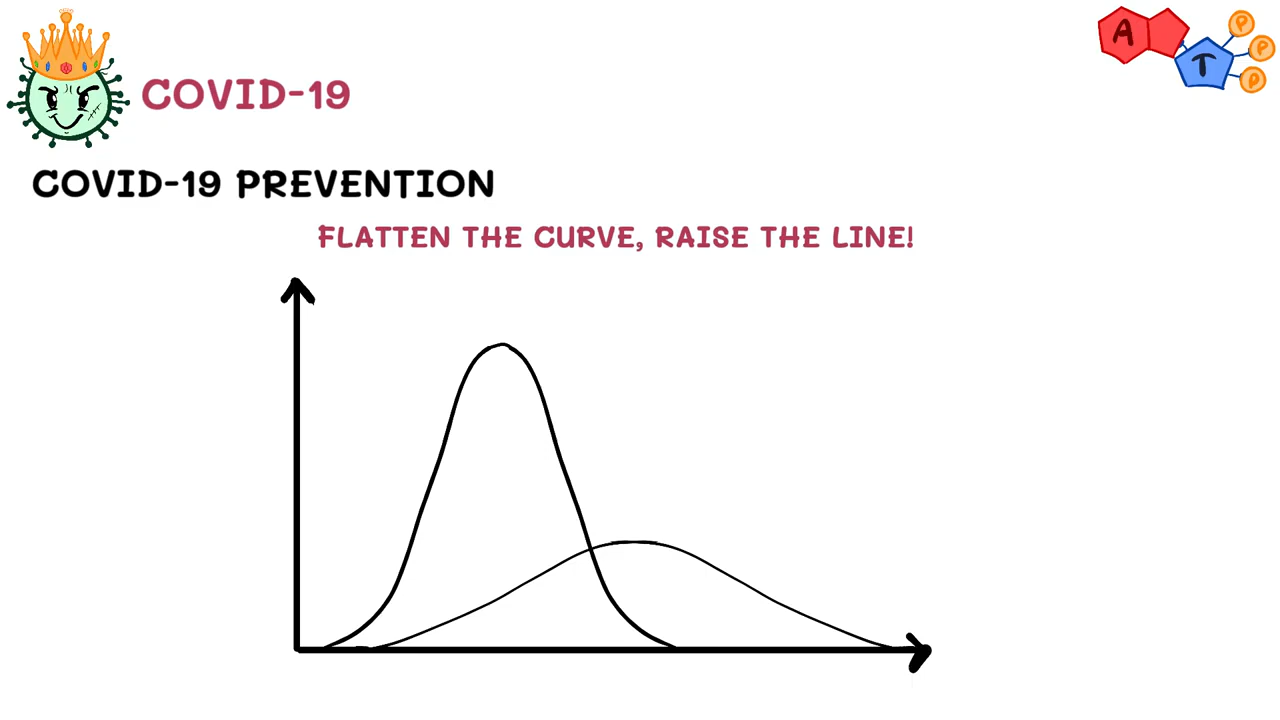 COVID-19
A T P P P
COVID-19 PREVENTION
FLATTEN THE CURVE, RAISE THE LINE!